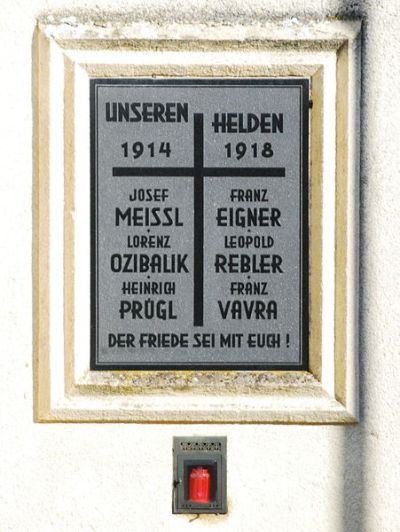 UNSEREN HELDEN
1914 1918
JOSEF
MEISSL
LORENZ
OZIBALIK
HEINRICH
PRÜGL
FRANZ
EIGNER
LEOPOLD
REBLER
FRANZ
VAVRA
DER FRIEDE SEI MIT EUCH!